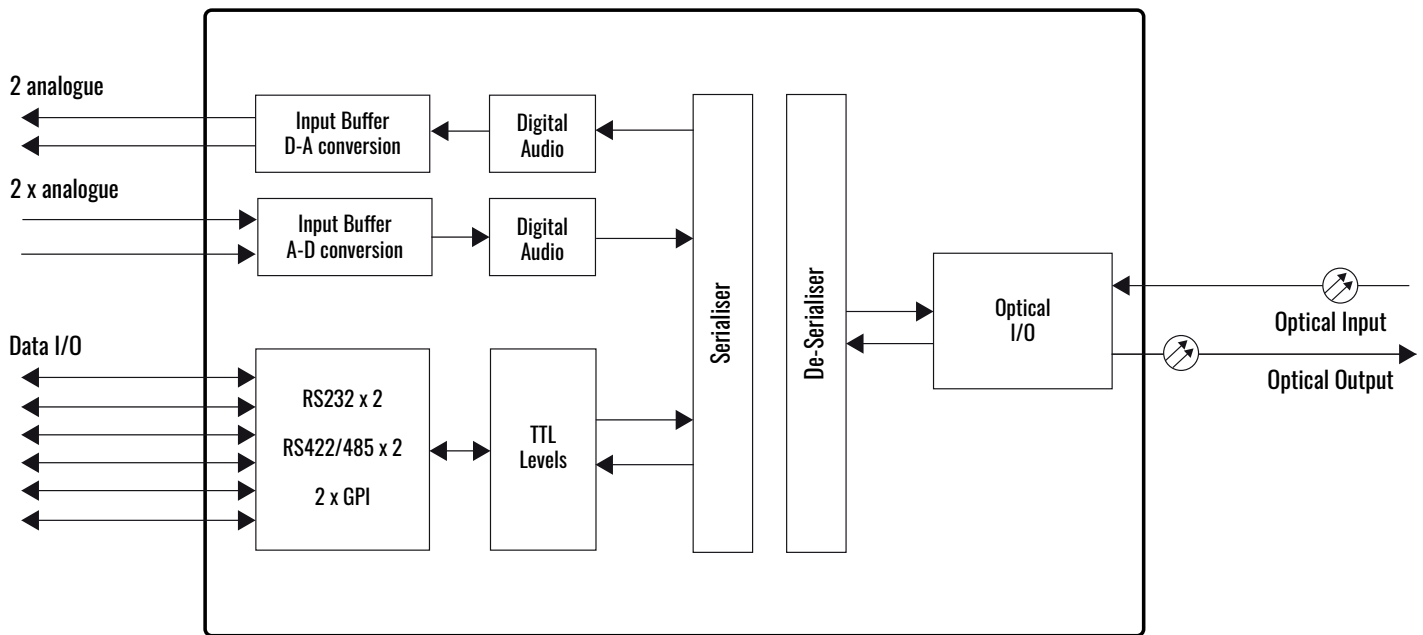 2 analogue
Input Buffer
D-A conversion
Digital
Audio
2 x analogue
Input Buffer
A-D conversion
Digital
Audio
Data I/O
RS232 x 2
RS422/485 x 2
2 x GPI
TTL
Levels
Serialiser
De-Serialiser
Optical
I/O
Optical Input
Optical Output